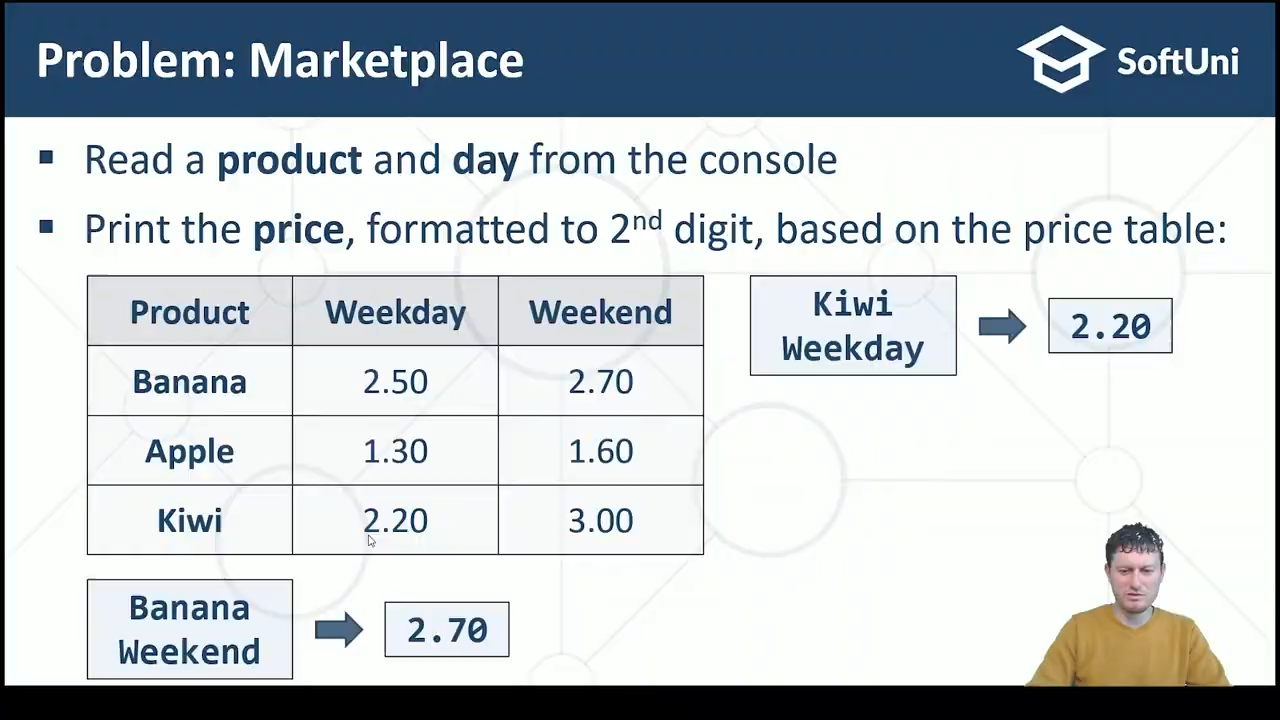 Problem: Marketplace
SoftUni
Read a product and day from the console
Print the price, formatted to 2nd digit, based on the price table:
Product Weekday Weekend
Banana 2.50 2.70
Apple 1.30 1.60
Kiwi 2.20 3.00
Kiwi
Weekday
2.20
Banana
Weekend
2.70